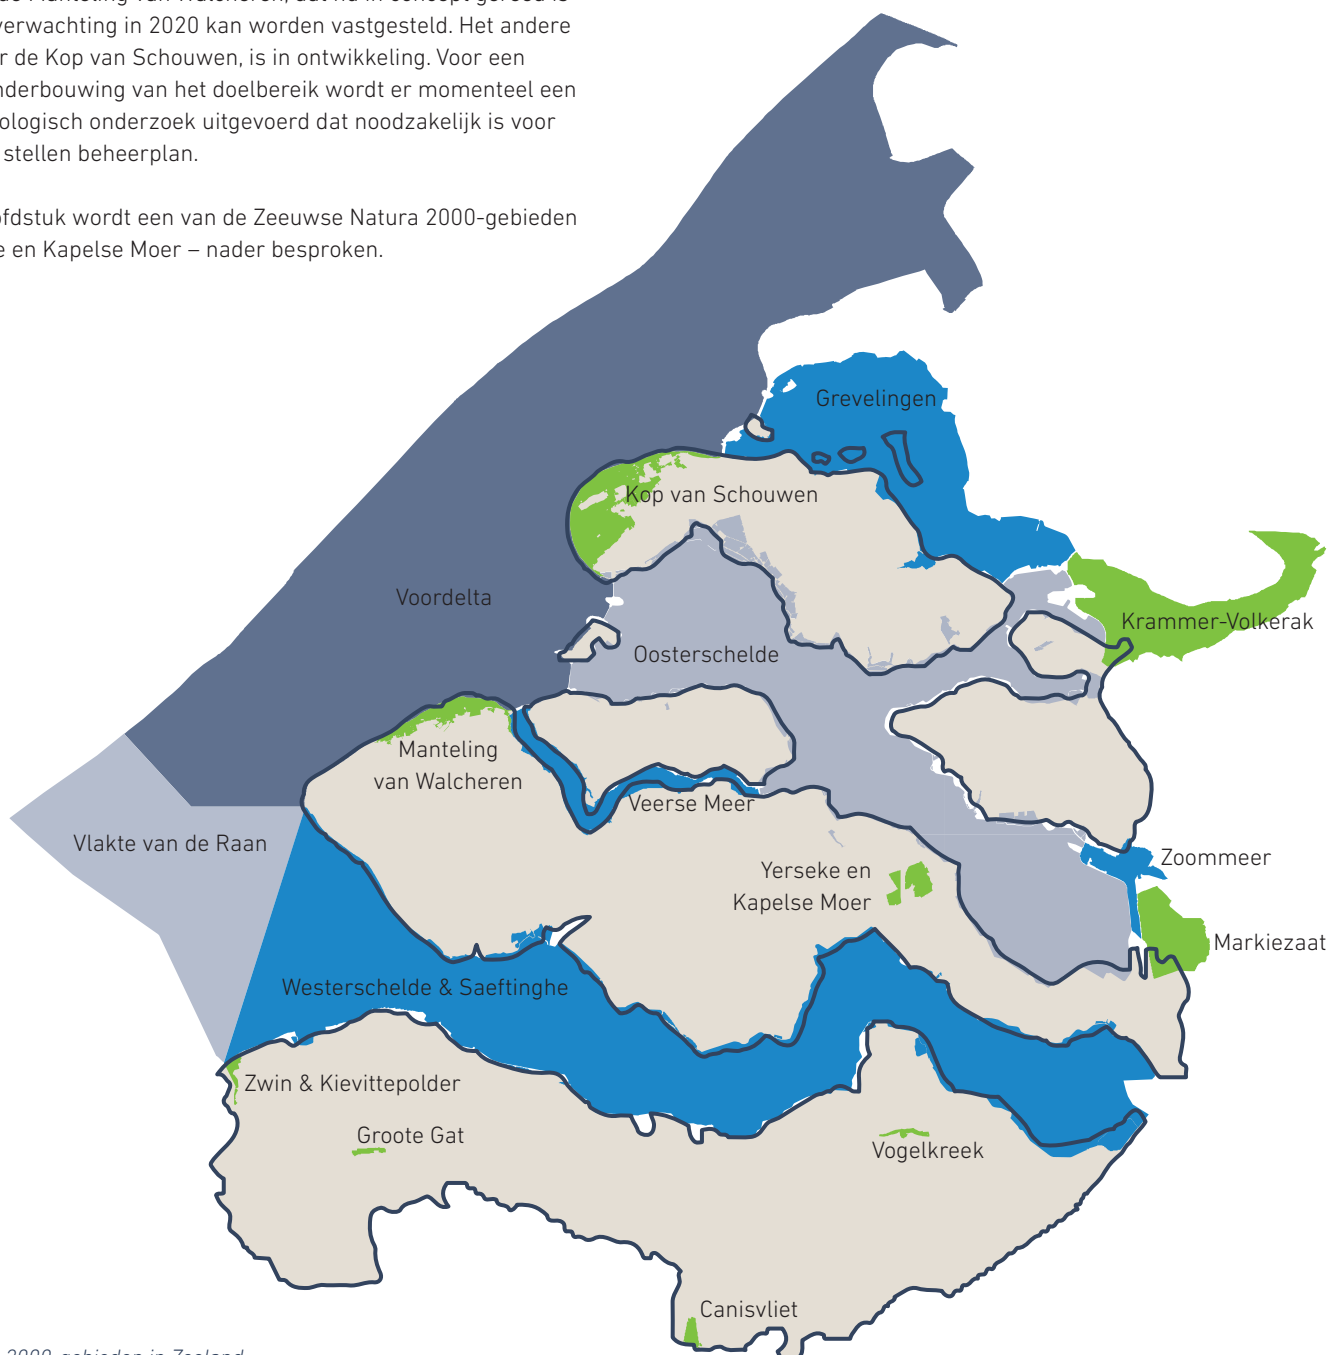 verwachting in 2020 kan worden vastgesteld. Het andere
de Kop van Schouwen, is in ontwikkeling. Voor een
van het doelbereik wordt er momenteel een
onderzoek uitgevoerd dat noodzakelijk is voor
stellen beheerplan.
wordt een van de Zeeuwse Natura 2000-gebieden
en Kapelse Moer – nader besproken.
Grevelingen
Kop van Schouwen
Voordelta
Krammer-Volkerak
Oosterschelde
Manteling
van Walcheren
Veerse Meer
Vlakte van de Raan
Zoommeer
Yerseke en
Kapelse Moer
Markiezaat
Westerschelde & Saeftinghe
Zwin & Kievittepolder
Groote Gat
Vogelkreek
Canisvliet